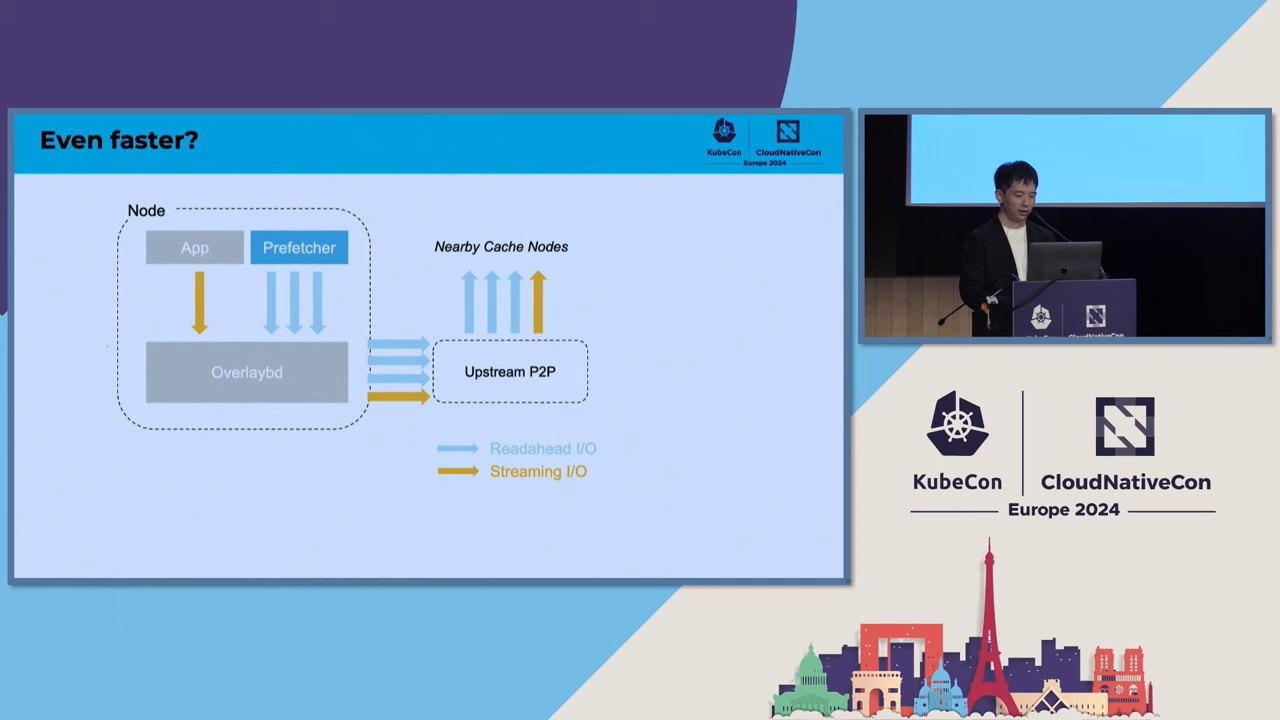 Even faster?
KubeCon
CloudNativeCon
Europe 2024
Node
App
Prefetcher
Overlaybd
Nearby Cache Nodes
Upstream P2P
Readahead I/O
Streaming I/O
KubeCon
CloudNativeCon
Europe 2024